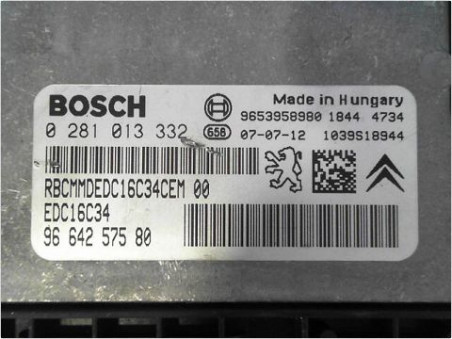 BOSCH
Made in Hungary
9653958980 1844 4734
0 281 013 332 656 07-07-12 1039S18944
RBCMMDEDC16C34CEM 00
EDC16C34
96 642 575 80